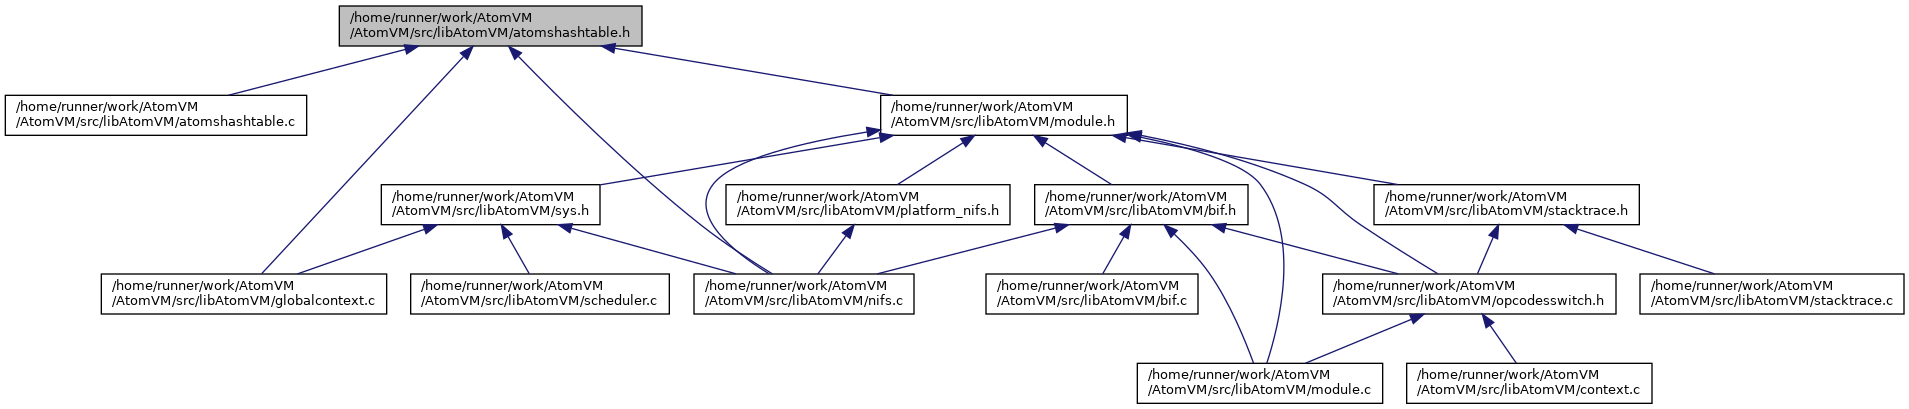 /home/runner/work/AtomVM
/AtomVM/src/libAtomVM/atomshashtable.h
/home/runner/work/AtomVM
/AtomVM/src/libAtomVM/atomshashtable.c
/home/runner/work/AtomVM
/AtomVM/src/libAtomVM/module.h
/home/runner/work/AtomVM
/AtomVM/src/libAtomVM/sys.h
/home/runner/work/AtomVM
/AtomVM/src/libAtomVM/platform_nifs.h
/home/runner/work/AtomVM
/AtomVM/src/libAtomVM/bif.h
/home/runner/work/AtomVM
/AtomVM/src/libAtomVM/stacktrace.h
/home/runner/work/AtomVM
/AtomVM/src/libAtomVM/globalcontext.c
/home/runner/work/AtomVM
/AtomVM/src/libAtomVM/scheduler.c
/home/runner/work/AtomVM
/AtomVM/src/libAtomVM/nifs.c
/home/runner/work/AtomVM
/AtomVM/src/libAtomVM/bif.c
/home/runner/work/AtomVM
/AtomVM/src/libAtomVM/opcodesswitch.h
/home/runner/work/AtomVM
/AtomVM/src/libAtomVM/stacktrace.c
/home/runner/work/AtomVM
/AtomVM/src/libAtomVM/module.c
/home/runner/work/AtomVM
/AtomVM/src/libAtomVM/context.c